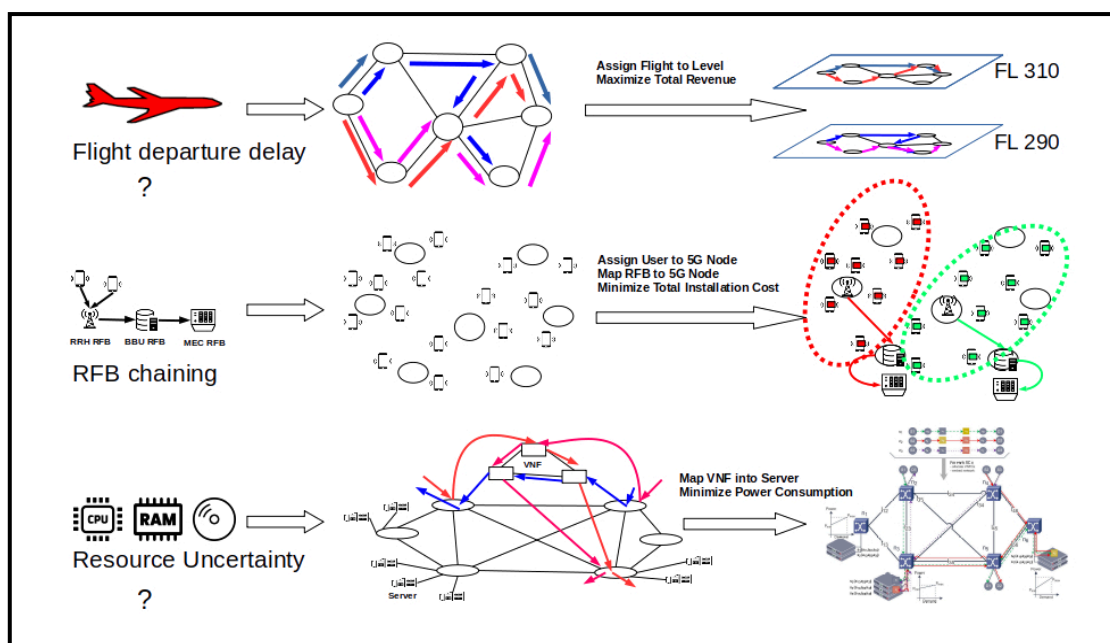 Assign Flight to Level
Maximize Total Revenue
FL 310
Flight departure delay
?
FL 290
Assign User to 5G Node
Map RFB to 5G Node
Minimize Total Installation Cost
RRH RFB BBU RFB MEC RFB
RFB chaining
VNF
Map VNF into Server
Minimize Power Consumption
CPU RAM
Resource Uncertainty
?
Server